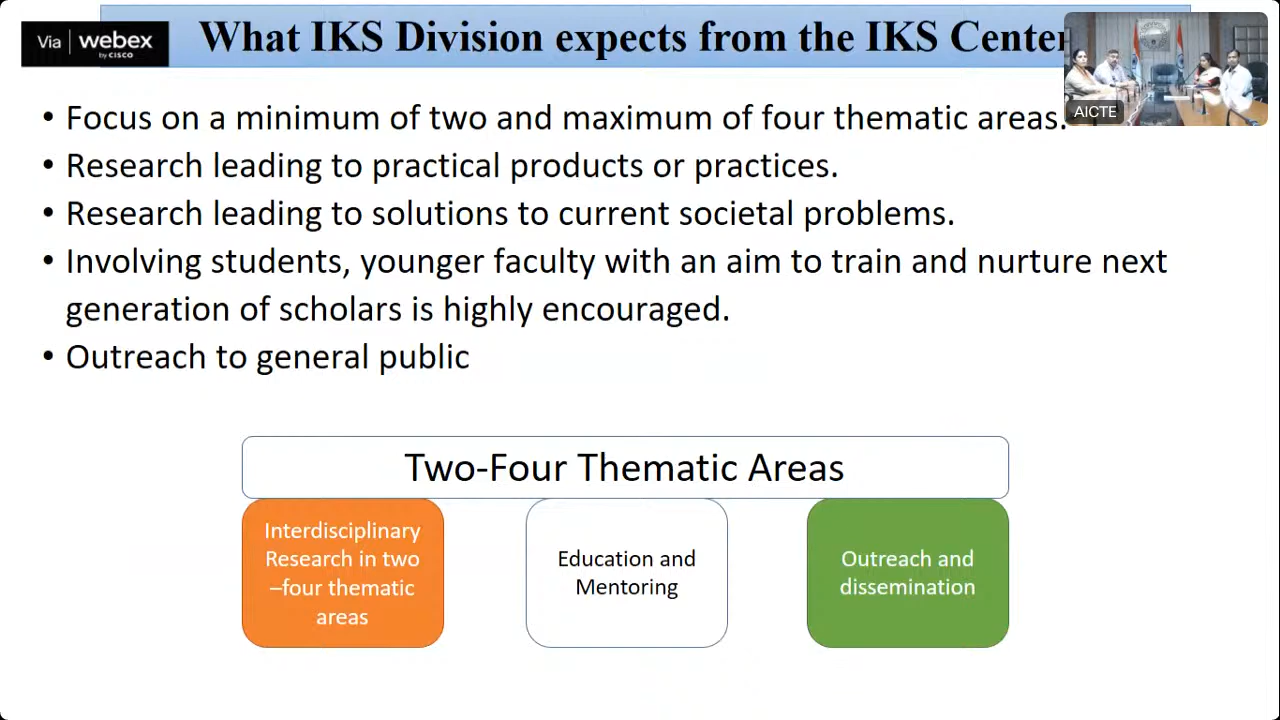 Via | webex
by CISCO
What IKS Division expects from the IKS Center
AICTE
• Focus on a minimum of two and maximum of four thematic areas.
• Research leading to practical products or practices.
• Research leading to solutions to current societal problems.
• Involving students, younger faculty with an aim to train and nurture next
generation of scholars is highly encouraged.
• Outreach to general public
Two-Four Thematic Areas
Interdisciplinary
Research in two
–four thematic
areas
Education and
Mentoring
Outreach and
dissemination